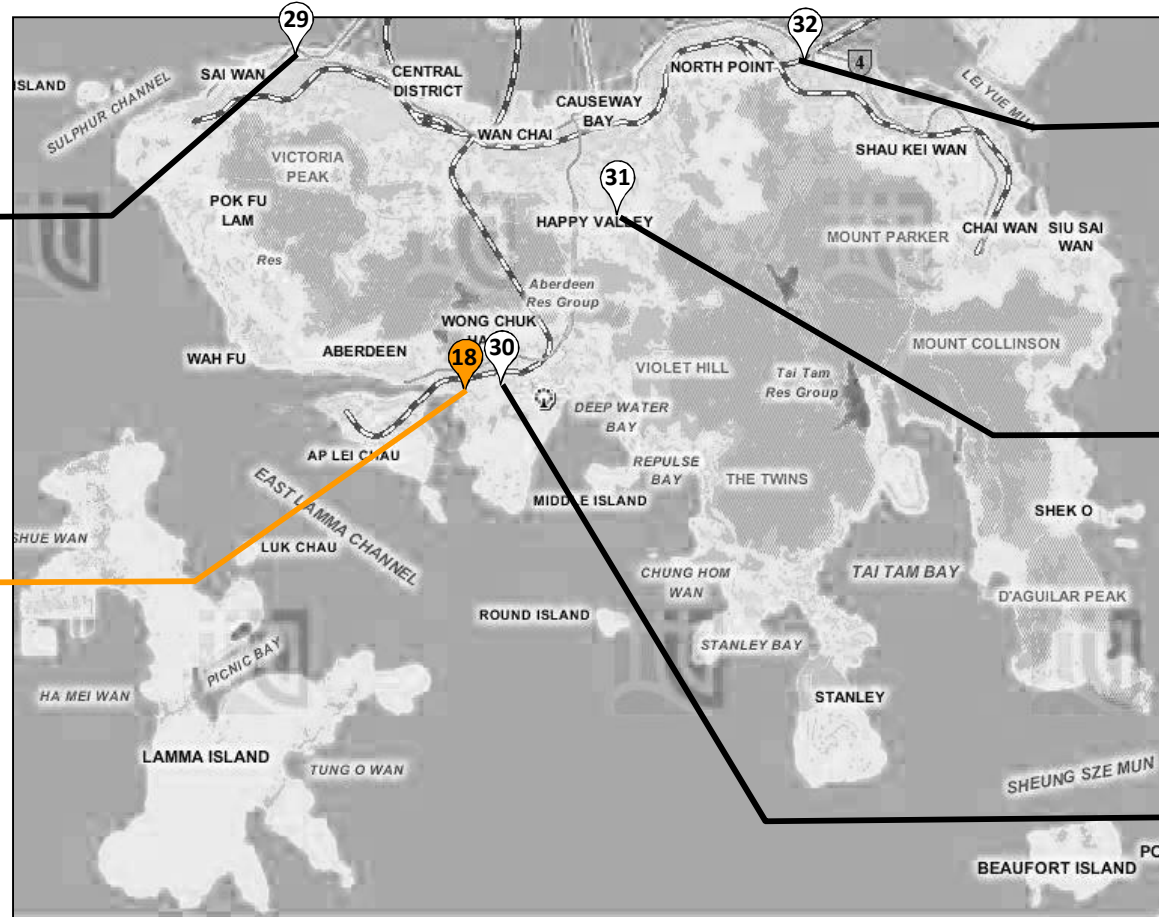 29
32
SAI WAN
CENTRAL
DISTRICT
NORTH POINT
4
ISLAND
SULPHUR CHANNEL
CAUSEWAY
BAY
LEI YUE MUN
WAN CHAI
SHAU KEI WAN
VICTORIA
PEAK
31
POK FU
LAM
HAPPY VALLEY
MOUNT PARKER
CHAI WAN
SIU SAI
WAN
Res
Aberdeen
Res Group
WONG CHUK
30
18
WAH FU
ABERDEEN
VIOLET HILL
Tai Tam
Res Group
MOUNT COLLINSON
DEEP WATER
BAY
AP LEI CHAU
REPULSE
BAY
THE TWINS
EAST LAMMA CHANNEL
MIDDLE ISLAND
SHEK O
SHUE WAN
LUK CHAU
CHUNG HOM
WAN
TAI TAM BAY
D'AGUILAR PEAK
ROUND ISLAND
STANLEY BAY
PICNIC BAY
HA MEI WAN
STANLEY
LAMMA ISLAND
TUNG O WAN
SHEUNG SZE MUN
BEAUFORT ISLAND
PO